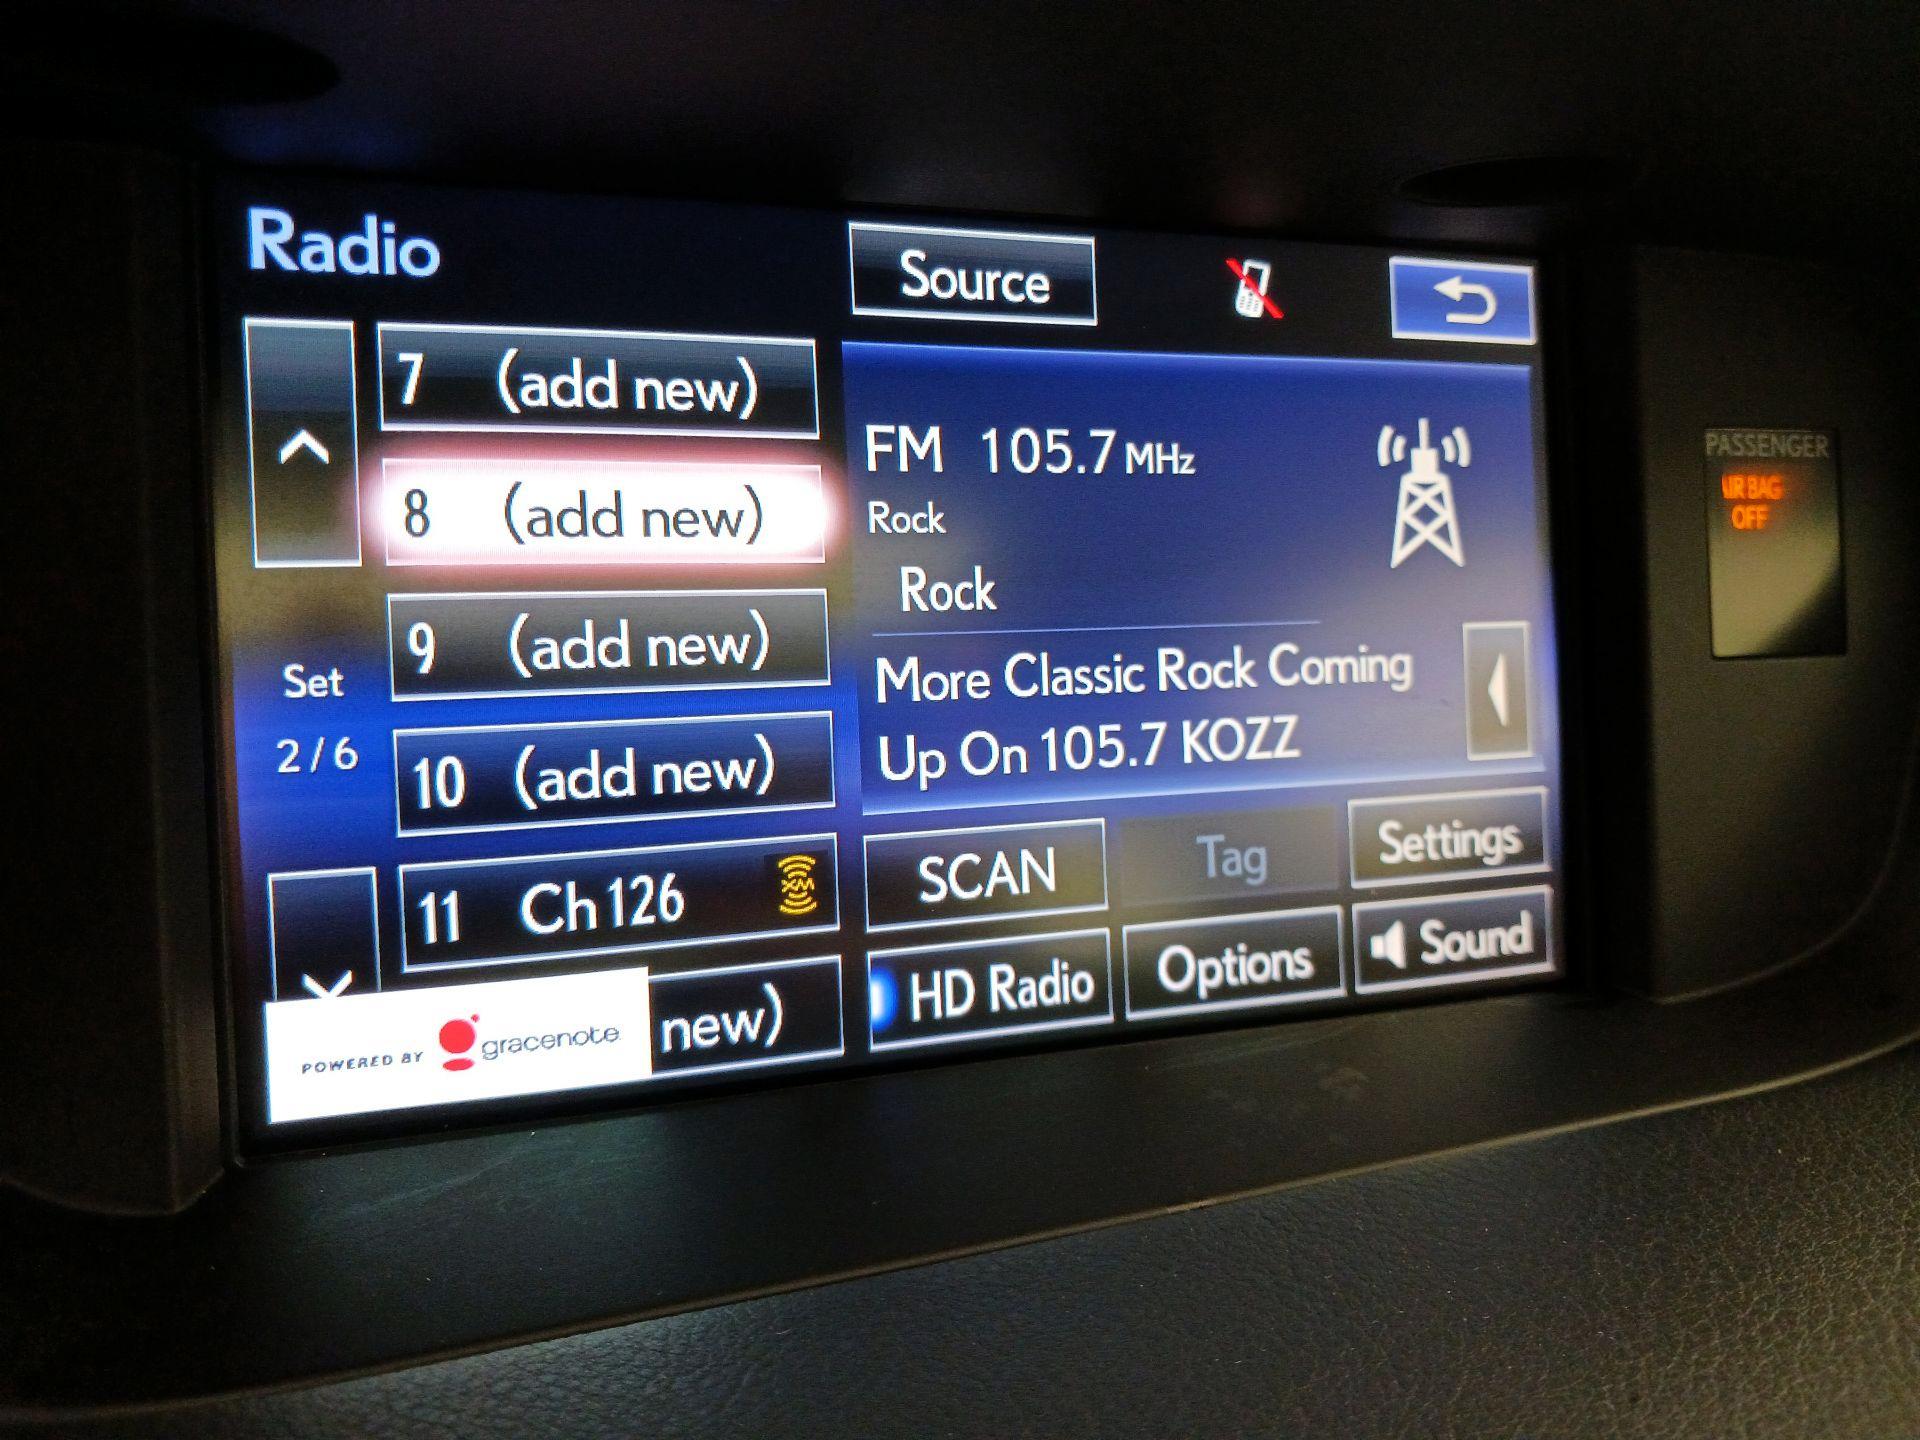 Radio
Source
7 (add new)
8 (add new)
9 (add new)
10 (add new)
11 Ch 126 XM
new)
Set
2/6
POWERED BY gracenote
FM 105.7 MHz
Rock
Rock
More Classic Rock Coming
Up On 105.7 KOZZ
SCAN
Tag
Settings
HD Radio
Options
Sound
PASSENGER
AIR BAG
OFF